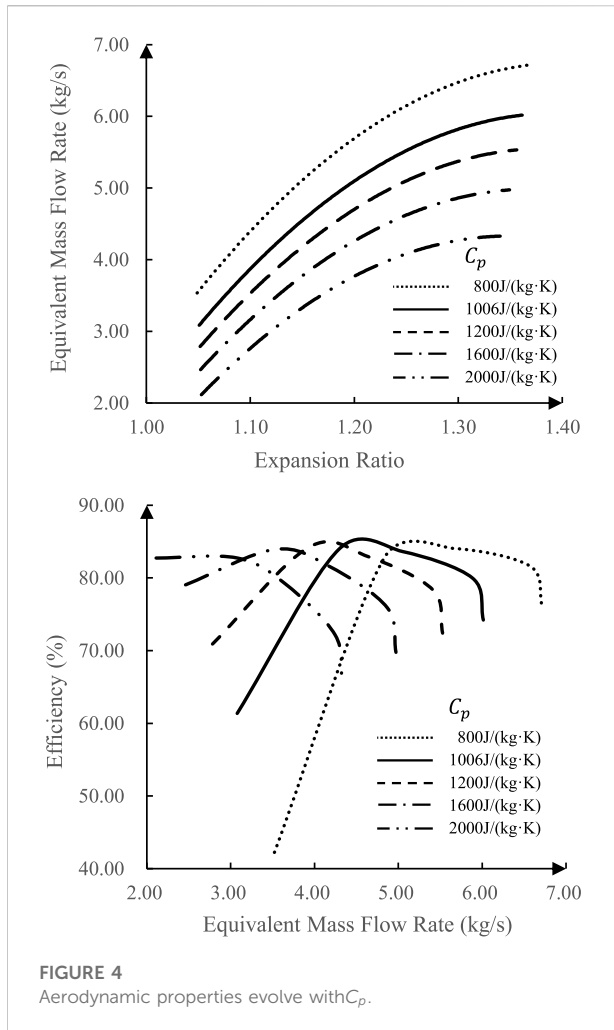 7.00
6.00
5.00
4.00
3.00
2.00
Equivalent Mass Flow Rate (kg/s)
C_p
800J/(kg·K)
1006J/(kg·K)
1200J/(kg·K)
1600J/(kg·K)
2000J/(kg·K)
1.00 1.10 1.20 1.30 1.40
Expansion Ratio
90.00
80.00
70.00
60.00
50.00
40.00
Efficiency (%)
C_p
800J/(kg·K)
1006J/(kg·K)
1200J/(kg·K)
1600J/(kg·K)
2000J/(kg·K)
2.00 3.00 4.00 5.00 6.00 7.00
Equivalent Mass Flow Rate (kg/s)
FIGURE 4
Aerodynamic properties evolve withC_p.